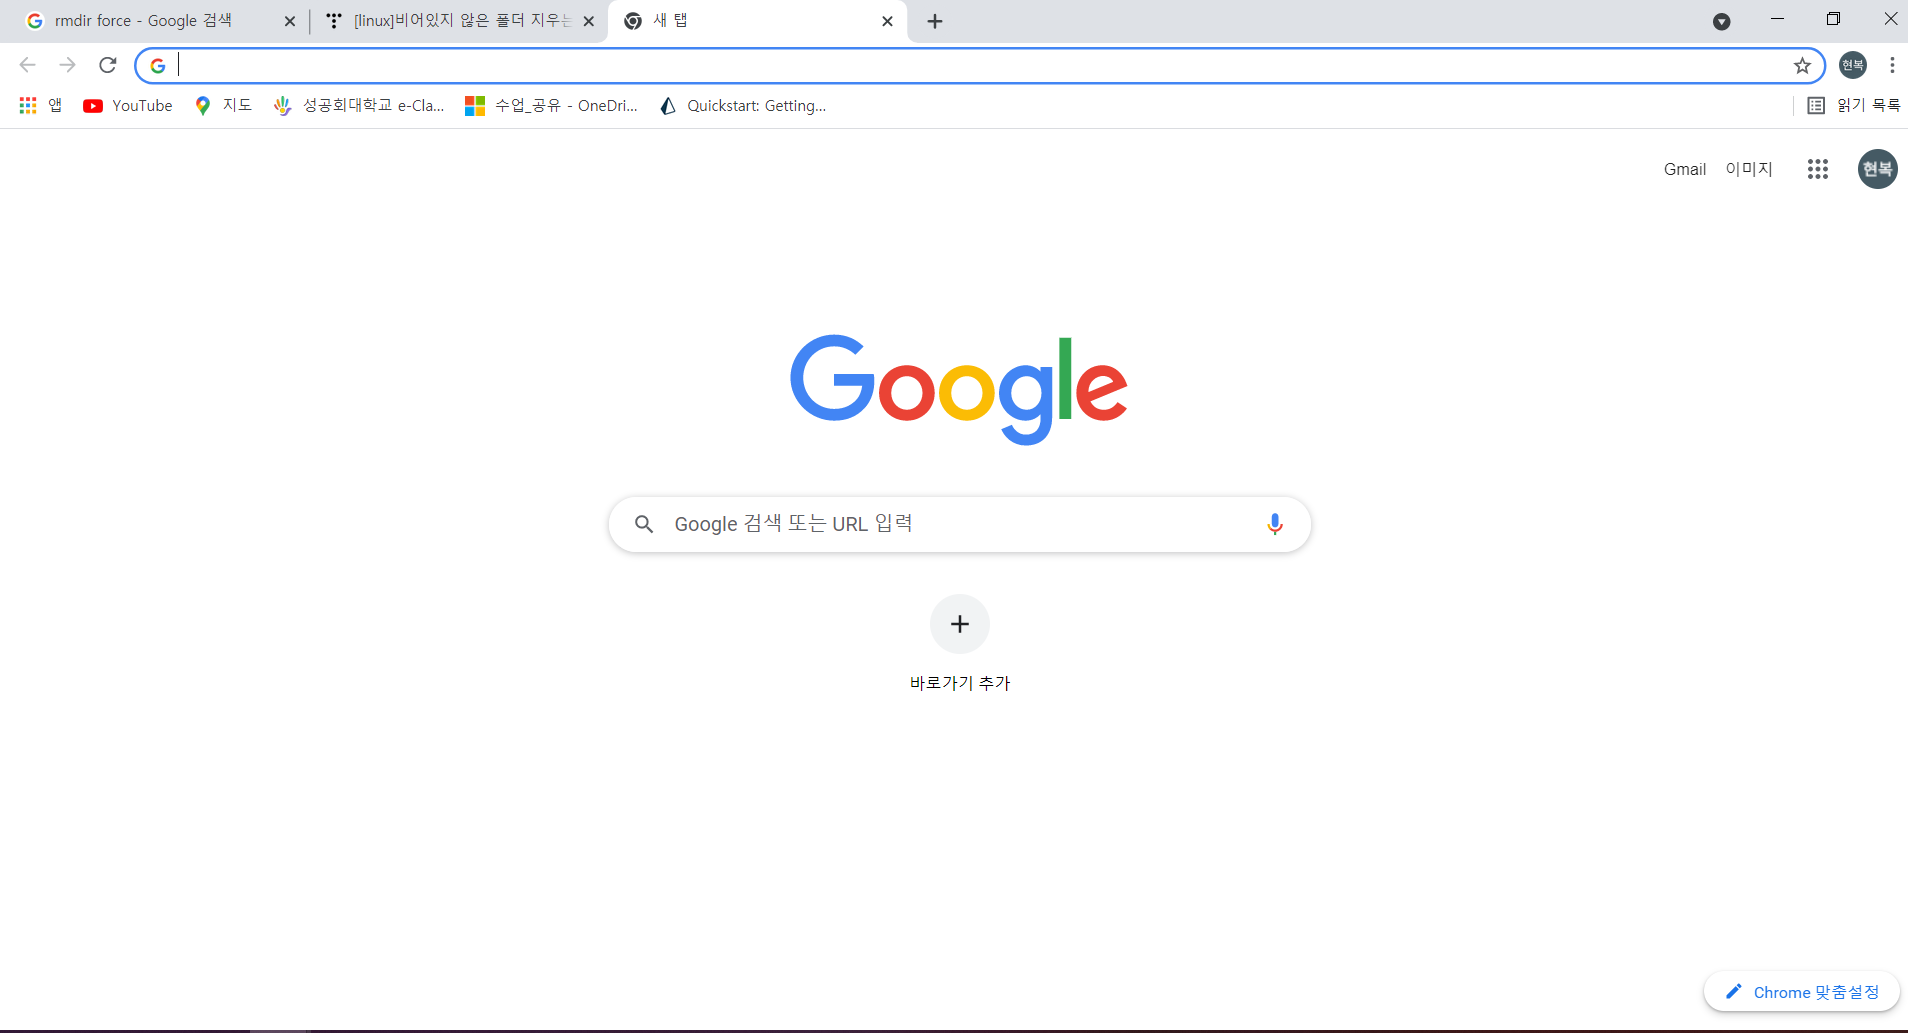 rmdir force - Google 검색
[linux]비어있지 않은 폴더 지우는
새 탭
현복
앱
YouTube
지도
성공회대학교 e-Cla...
수업_공유 - OneDri...
Quickstart: Getting...
읽기 목록
Gmail
이미지
현복
Google
Google 검색 또는 URL 입력
바로가기 추가
Chrome 맞춤설정